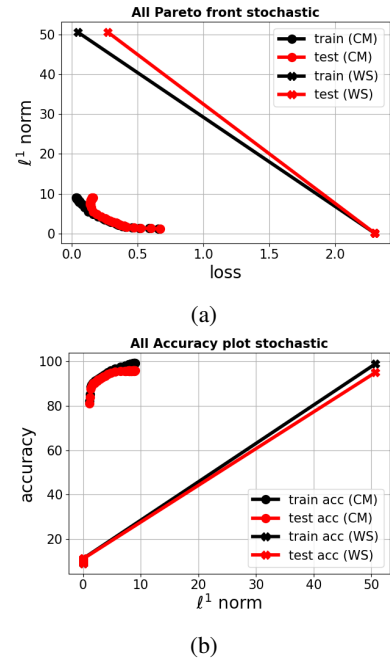 All Pareto front stochastic
50
40
30
20
10
0
ℓ¹ norm
train (CM)
test (CM)
train (WS)
test (WS)
0.0 0.5 1.0 1.5 2.0
loss
(a)
All Accuracy plot stochastic
100
80
60
40
20
accuracy
train acc (CM)
test acc (CM)
train acc (WS)
test acc (WS)
0 10 20 30 40 50
ℓ¹ norm
(b)